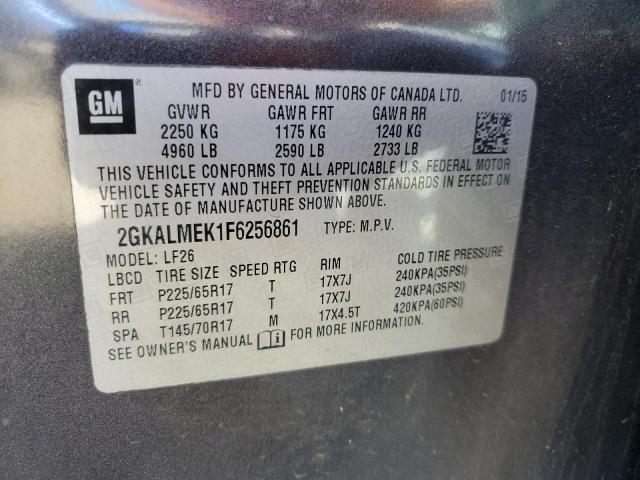 GM
MFD BY GENERAL MOTORS OF CANADA LTD. 01/15
GVWR GAWR FRT GAWR RR
2250 KG 1175 KG 1240 KG
4960 LB 2590 LB 2733 LB
THIS VEHICLE CONFORMS TO ALL APPLICABLE U.S. FEDERAL MOTOR
VEHICLE SAFETY AND THEFT PREVENTION STANDARDS IN EFFECT ON
THE DATE OF MANUFACTURE SHOWN ABOVE.
2GKALMEK1F6256861 TYPE: M.P.V.
MODEL: LF26
LBCD TIRE SIZE SPEED RTG RIM COLD TIRE PRESSURE
FRT P225/65R17 T 17X7J 240KPA(35PSI)
RR P225/65R17 T 17X7J 240KPA(35PSI)
SPA T145/70R17 M 17X4.5T 420KPA(60PSI)
SEE OWNER'S MANUAL FOR MORE INFORMATION.